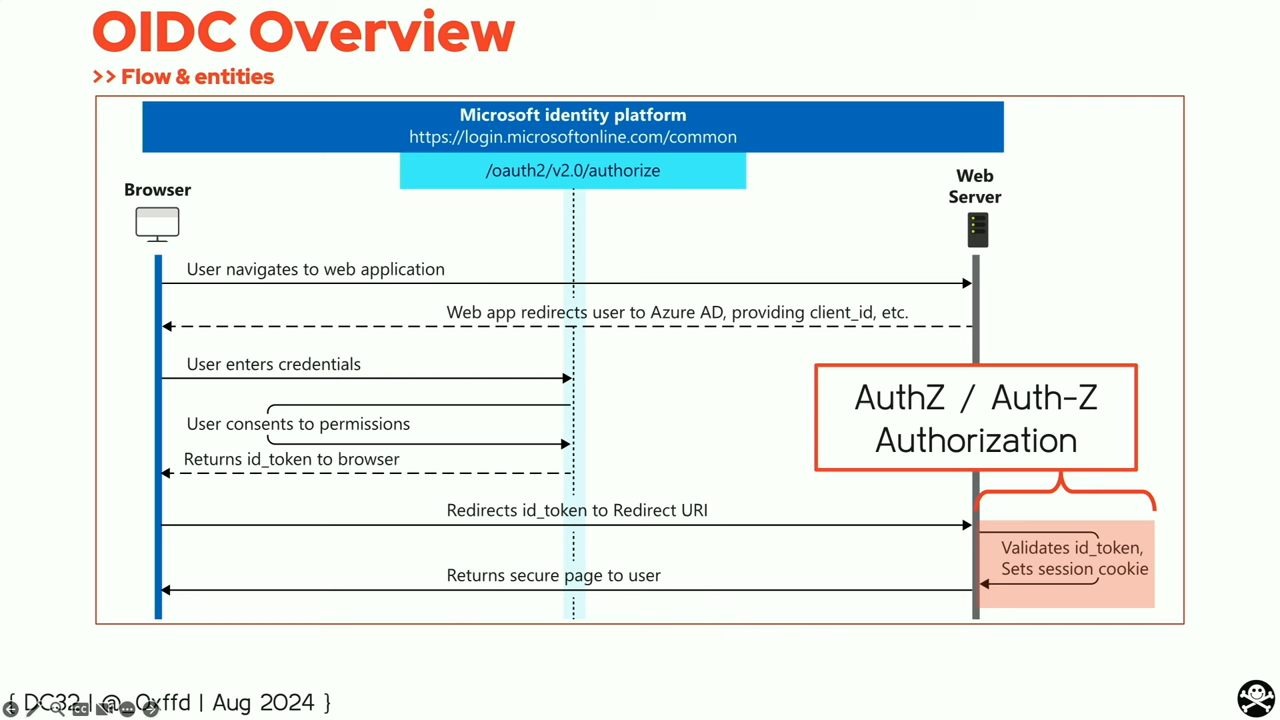 OIDC Overview
>> Flow & entities
Microsoft identity platform
https://login.microsoftonline.com/common
/oauth2/v2.0/authorize
Browser
Web
Server
User navigates to web application
Web app redirects user to Azure AD, providing client_id, etc.
User enters credentials
AuthZ / Auth-Z
Authorization
User consents to permissions
Returns id_token to browser
Redirects id_token to Redirect URI
Validates id_token,
Sets session cookie
Returns secure page to user
{ DC32 | @_0xffd | Aug 2024 }